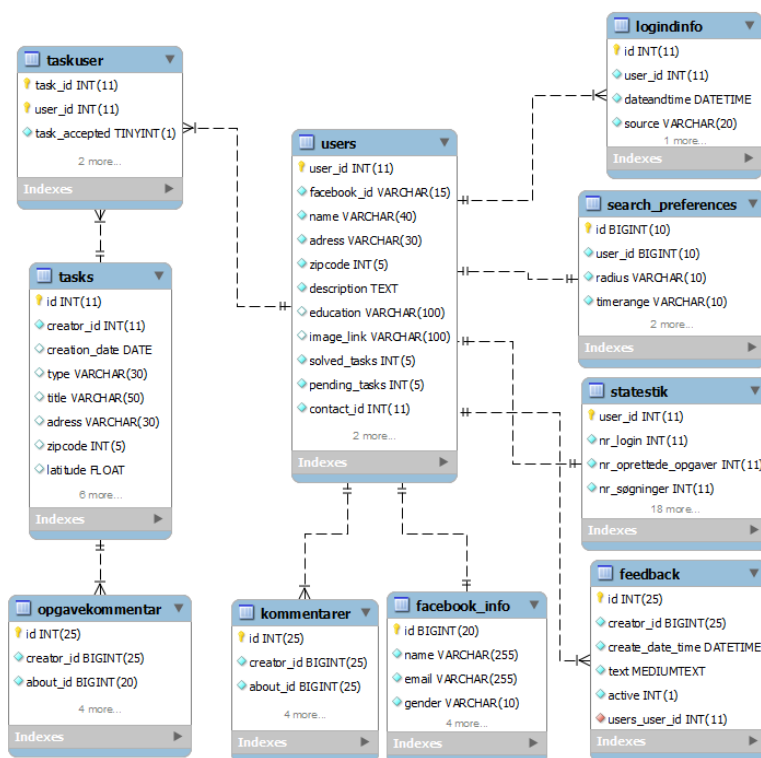 taskuser
task_id INT(11)
user_id INT(11)
task_accepted TINYINT(1)
2 more...
Indexes
tasks
id INT(11)
creator_id INT(11)
creation_date DATE
type VARCHAR(30)
title VARCHAR(50)
adress VARCHAR(30)
zipcode INT(5)
latitude FLOAT
6 more...
Indexes
opgavekommentar
id INT(25)
creator_id BIGINT(25)
about_id BIGINT(20)
4 more...
Indexes
users
user_id INT(11)
facebook_id VARCHAR(15)
name VARCHAR(40)
adress VARCHAR(30)
zipcode INT(5)
description TEXT
education VARCHAR(100)
image_link VARCHAR(100)
solved_tasks INT(5)
pending_tasks INT(5)
contact_id INT(11)
2 more...
Indexes
kommentarer
id INT(25)
creator_id BIGINT(25)
about_id BIGINT(25)
4 more...
Indexes
facebook_info
id BIGINT(20)
name VARCHAR(255)
email VARCHAR(255)
gender VARCHAR(10)
4 more...
Indexes
logindinfo
id INT(11)
user_id INT(11)
dateandtime DATETIME
source VARCHAR(20)
1 more...
Indexes
search_preferences
id BIGINT(10)
user_id BIGINT(10)
radius VARCHAR(10)
timerange VARCHAR(10)
2 more...
Indexes
statestik
user_id INT(11)
nr_login INT(11)
nr_oprettede_opgaver INT(11)
nr_søgninger INT(11)
18 more...
Indexes
feedback
id INT(25)
creator_id BIGINT(25)
create_date_time DATETIME
text MEDIUMTEXT
active INT(1)
users_user_id INT(11)
Indexes